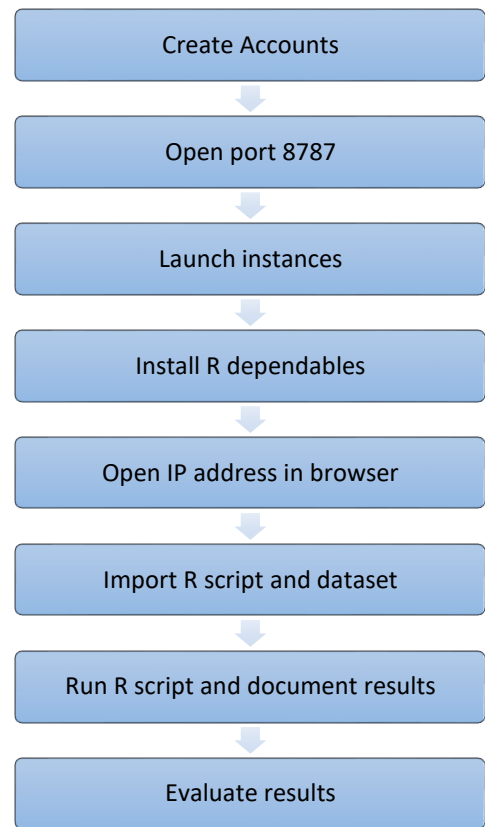 Create Accounts
Open port 8787
Launch instances
Install R dependables
Open IP address in browser
Import R script and dataset
Run R script and document results
Evaluate results